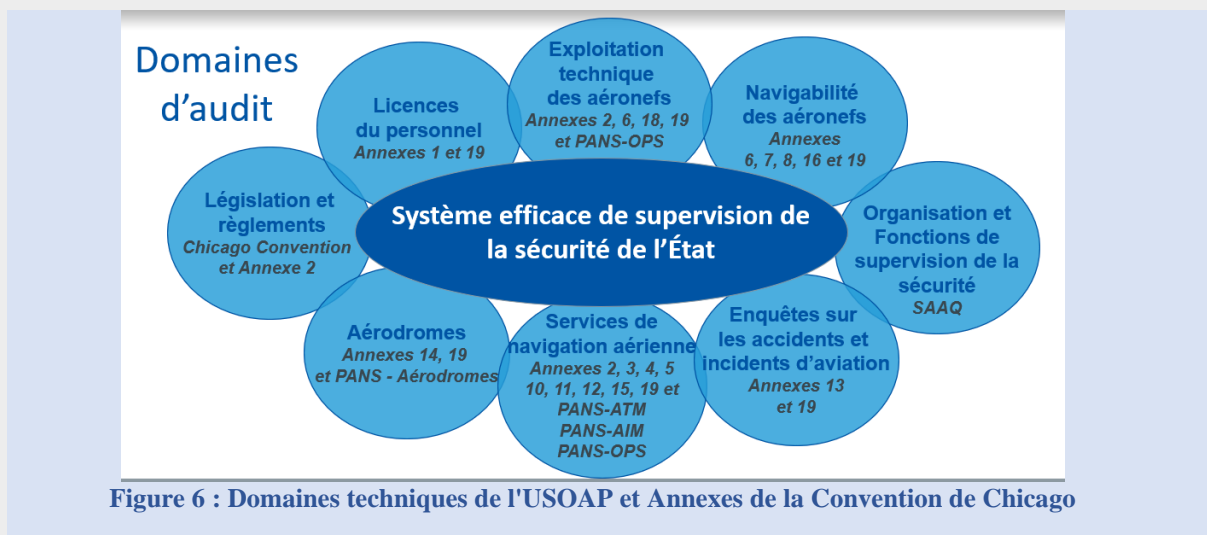 Domaines
d'audit
Licences
du personnel
Annexes 1 et 19
Exploitation
technique
des aéronefs
Annexes 2, 6, 18, 19
et PANS-OPS
Navigabilité
des aéronefs
Annexes
6, 7, 8, 16 et 19
Législation et
règlements
Chicago Convention
et Annexe 2
Système efficace de supervision de
la sécurité de l'État
Organisation et
Fonctions de
supervision de la
sécurité
SAAQ
Aérodromes
Annexes 14, 19
et PANS - Aérodromes
Services de
navigation aérienne
Annexes 2, 3, 4, 5
10, 11, 12, 15, 19 et
PANS-ATM
PANS-AIM
PANS-OPS
Enquêtes sur
les accidents et
incidents d'aviation
Annexes 13
et 19
Figure 6 : Domaines techniques de l'USOAP et Annexes de la Convention de Chicago